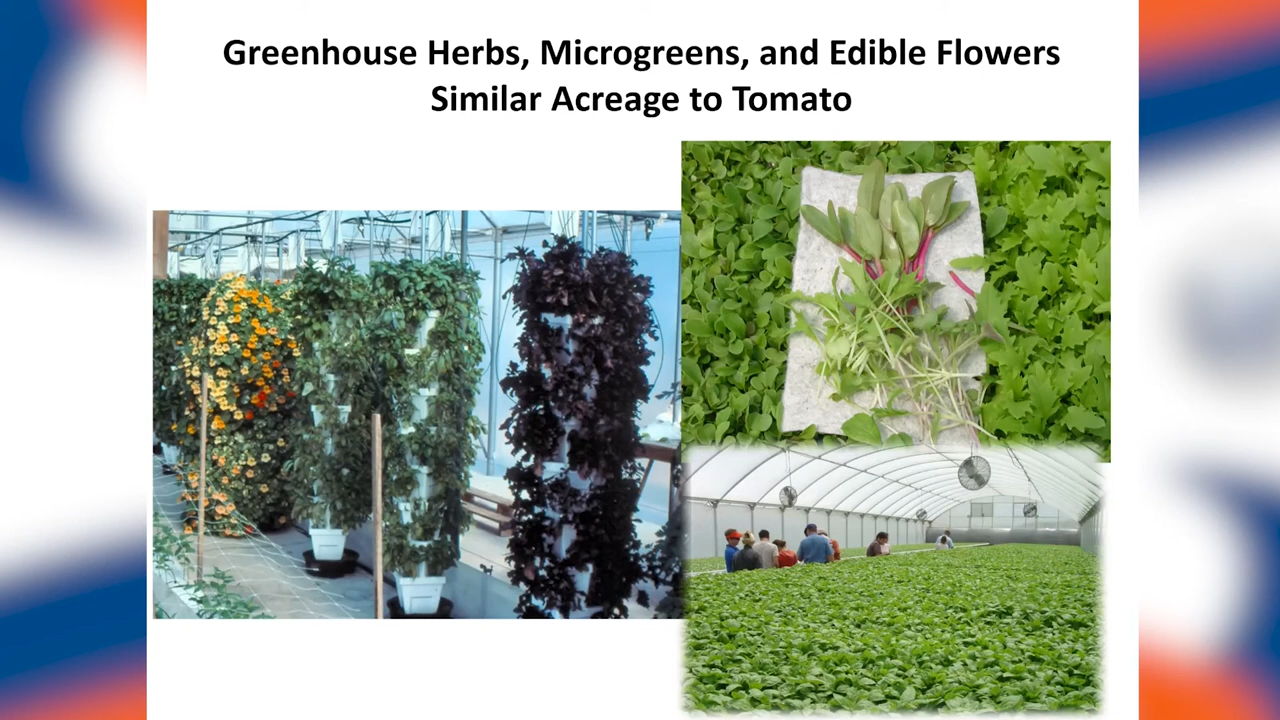 Greenhouse Herbs, Microgreens, and Edible Flowers
Similar Acreage to Tomato